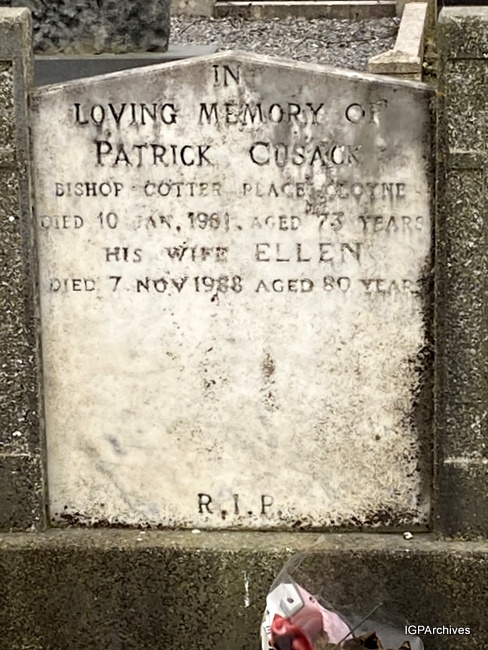 IN
LOVING MEMORY OF
PATRICK CUSACK
BISHOP COTTER PLACE CLOYNE
DIED 10 JAN, 1981, AGED 73 YEARS
HIS WIFE ELLEN
DIED 7 NOV 1988 AGED 80 YEARS
R.I.P.
IGPArchives